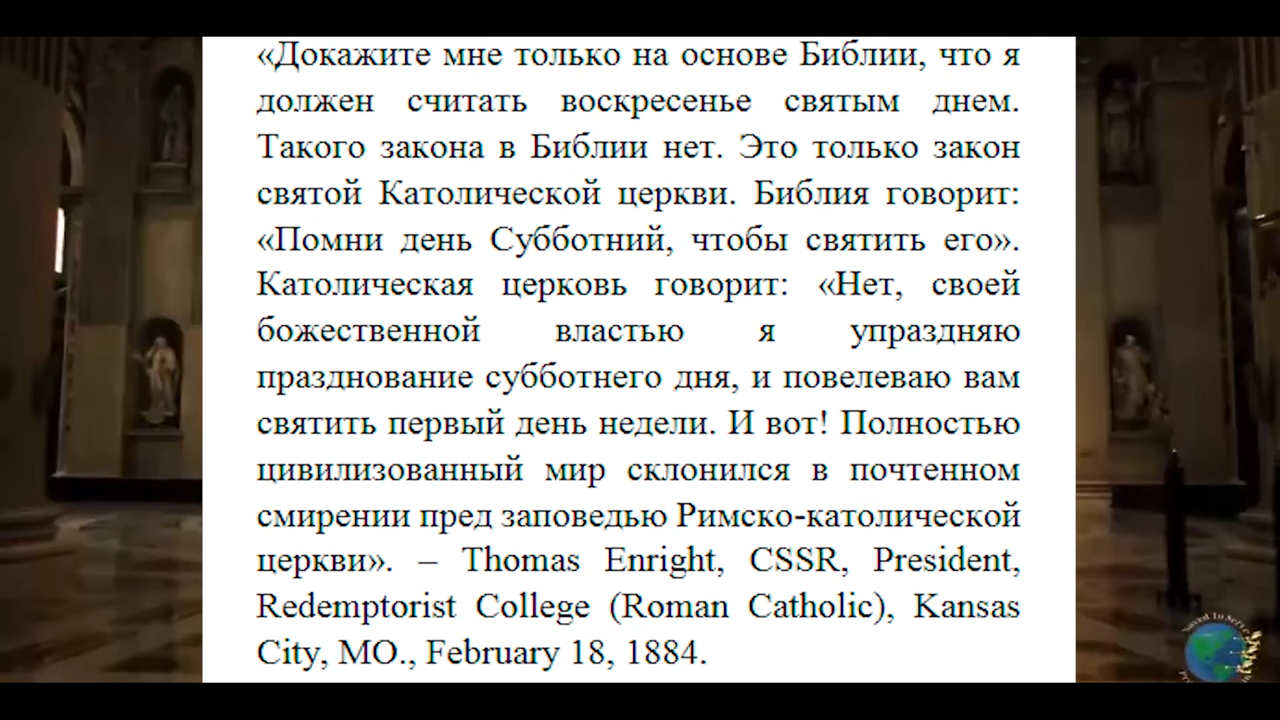 «Докажите мне только на основе Библии, что я
должен считать воскресенье святым днем.
Такого закона в Библии нет. Это только закон
святой Католической церкви. Библия говорит:
«Помни день Субботний, чтобы святить его».
Католическая церковь говорит: «Нет, своей
божественной властью я упраздняю
празднование субботнего дня, и повелеваю вам
святить первый день недели. И вот! Полностью
цивилизованный мир склонился в почтенном
смирении пред заповедью Римско-католической
церкви». – Thomas Enright, CSSR, President,
Redemptorist College (Roman Catholic), Kansas
City, MO., February 18, 1884.